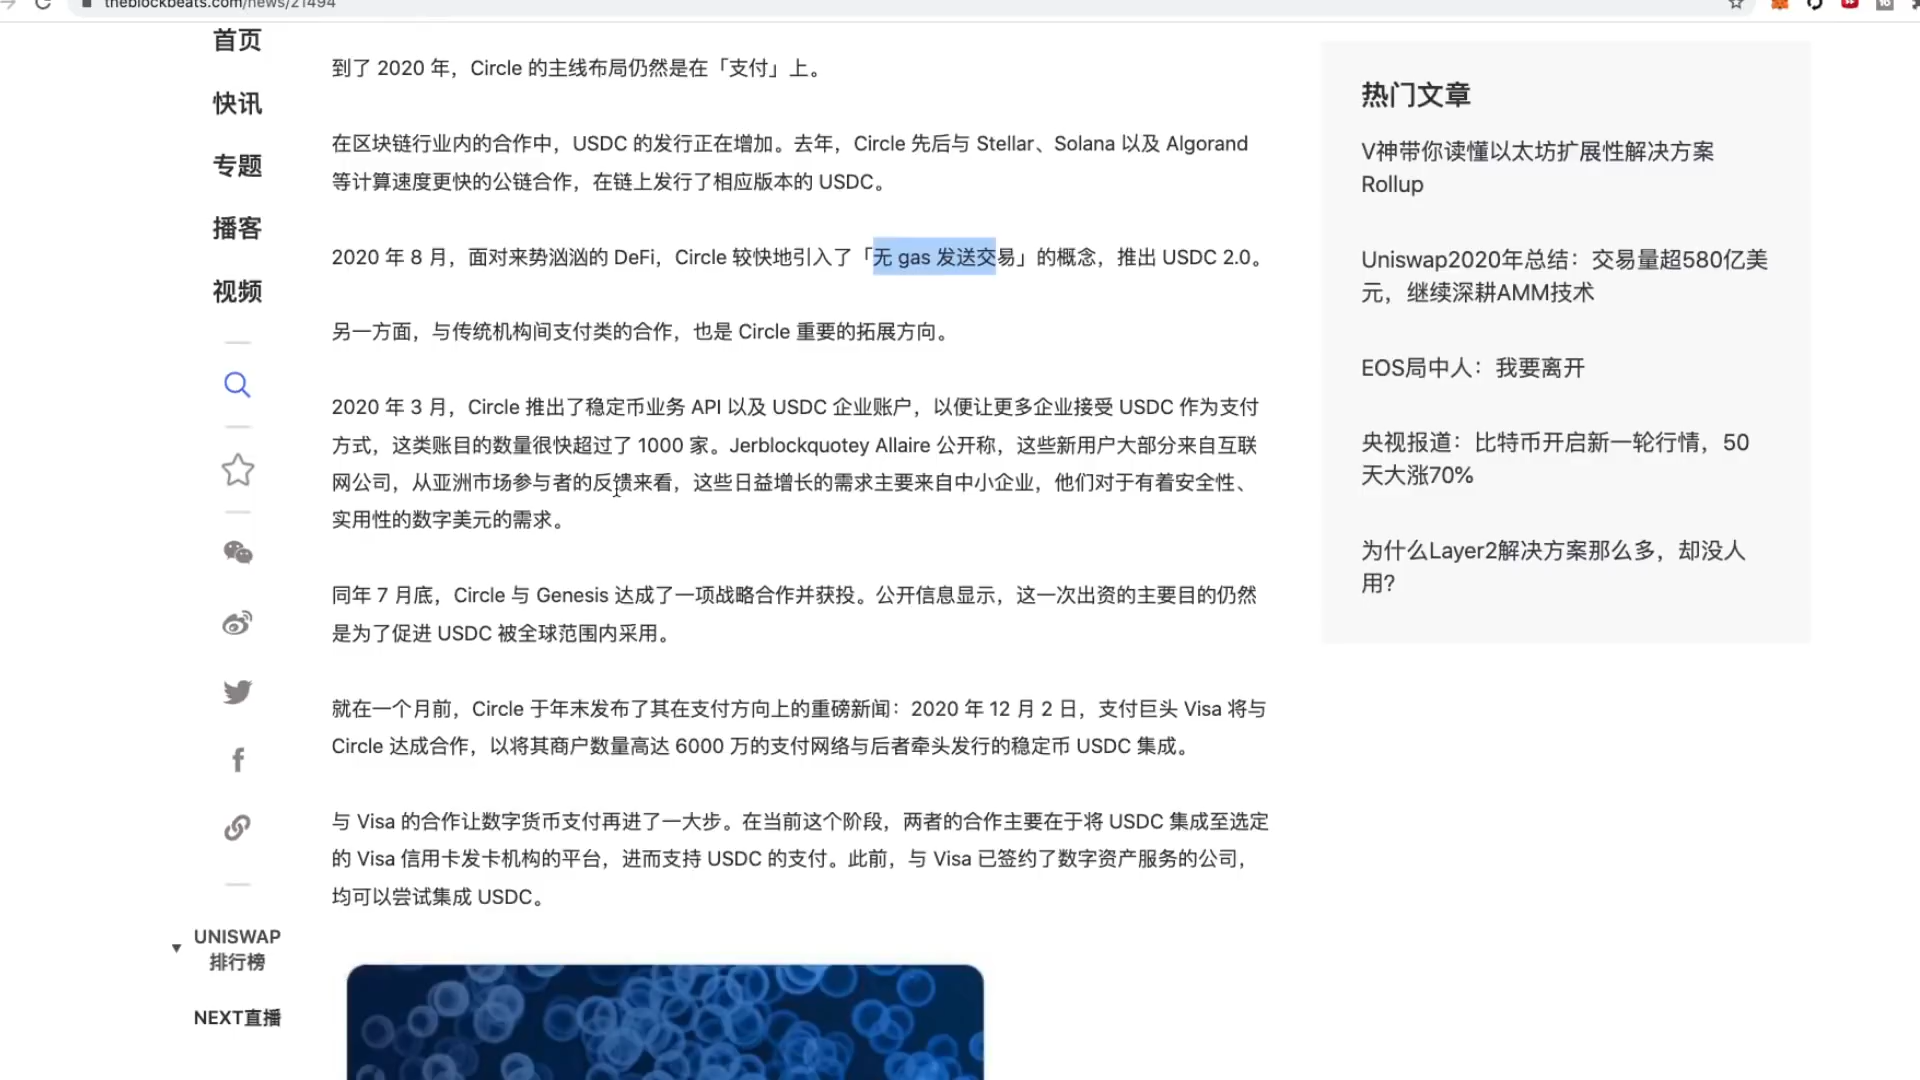 theblockbeats.com/news/21494
首页
快讯
专题
播客
视频
UNISWAP
排行榜
NEXT直播
到了 2020 年，Circle 的主线布局仍然是在「支付」上。
在区块链行业内的合作中，USDC 的发行正在增加。去年，Circle 先后与 Stellar、Solana 以及 Algorand
等计算速度更快的公链合作，在链上发行了相应版本的 USDC。
2020 年 8 月，面对来势汹汹的 DeFi，Circle 较快地引入了「无 gas 发送交易」的概念，推出 USDC 2.0。
另一方面，与传统机构间支付类的合作，也是 Circle 重要的拓展方向。
2020 年 3 月，Circle 推出了稳定币业务 API 以及 USDC 企业账户，以便让更多企业接受 USDC 作为支付
方式，这类账目的数量很快超过了 1000 家。Jerblockquotey Allaire 公开称，这些新用户大部分来自互联
网公司，从亚洲市场参与者的反馈来看，这些日益增长的需求主要来自中小企业，他们对于有着安全性、
实用性的数字美元的需求。
同年 7 月底，Circle 与 Genesis 达成了一项战略合作并获投。公开信息显示，这一次出资的主要目的仍然
是为了促进 USDC 被全球范围内采用。
就在一个月前，Circle 于年末发布了其在支付方向上的重磅新闻：2020 年 12 月 2 日，支付巨头 Visa 将与
Circle 达成合作，以将其商户数量高达 6000 万的支付网络与后者牵头发行的稳定币 USDC 集成。
与 Visa 的合作让数字货币支付再进了一大步。在当前这个阶段，两者的合作主要在于将 USDC 集成至选定
的 Visa 信用卡发卡机构的平台，进而支持 USDC 的支付。此前，与 Visa 已签约了数字资产服务的公司，
均可以尝试集成 USDC。
热门文章
V神带你读懂以太坊扩展性解决方案
Rollup
Uniswap2020年总结：交易量超580亿美
元，继续深耕AMM技术
EOS局中人：我要离开
央视报道：比特币开启新一轮行情，50
天大涨70%
为什么Layer2解决方案那么多，却没人
用?